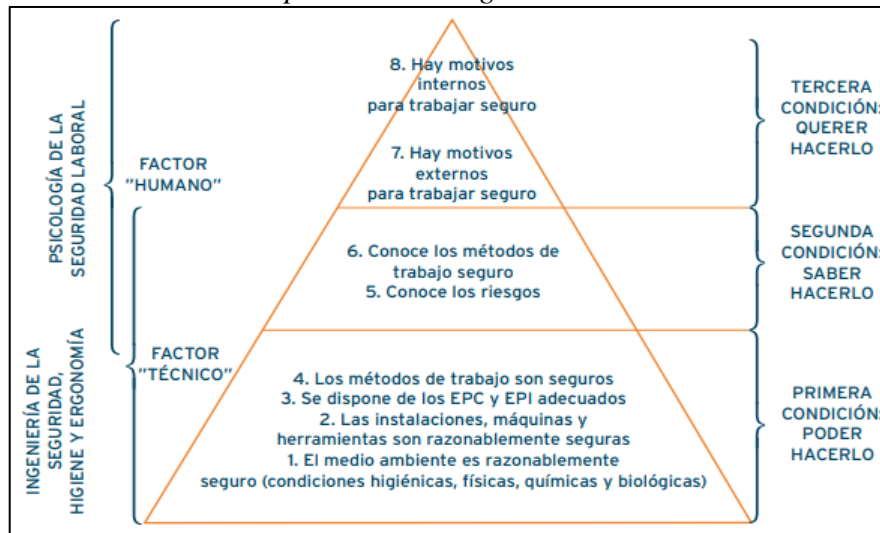 8. Hay motivos
internos
para trabajar seguro
7. Hay motivos
externos
para trabajar seguro
6. Conoce los métodos de
trabajo seguro
5. Conoce los riesgos
4. Los métodos de trabajo son seguros
3. Se dispone de los EPC y EPI adecuados
2. Las instalaciones, máquinas y
herramientas son razonablemente seguras
1. El medio ambiente es razonablemente
seguro (condiciones higiénicas, físicas, químicas y biológicas)
PSICOLOGÍA DE LA
SEGURIDAD LABORAL
FACTOR
"HUMANO"
INGENIERÍA DE LA
SEGURIDAD,
HIGIENE Y ERGONOMÍA
FACTOR
"TÉCNICO"
TERCERA
CONDICIÓN:
QUERER
HACERLO
SEGUNDA
CONDICIÓN:
SABER
HACERLO
PRIMERA
CONDICIÓN:
PODER
HACERLO